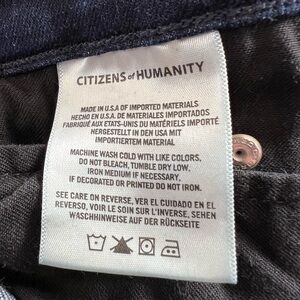 CITIZENS of HUMANITY
MADE IN U.S.A OF IMPORTED MATERIALS
HECHO EN U.S.A DE MATERIALES IMPORTADOS
FABRIQUÉ AUX ETATS-UNIS DU MATÉRIELS IMPORTÉ
HERGESTELLT IN DEN USA MIT
IMPORTIERTEM MATERIAL
MACHINE WASH COLD WITH LIKE COLORS,
DO NOT BLEACH, TUMBLE DRY LOW.
IRON MEDIUM IF NECESSARY.
IF DECORATED OR PRINTED DO NOT IRON.
SEE CARE ON REVERSE, VER EL CUIDADO EN EL
REVERSO, VOIR LE SOIN SUR L'INVERSE, SEHEN
WASCHHINWEISE AUF DER RÜCKSEITE